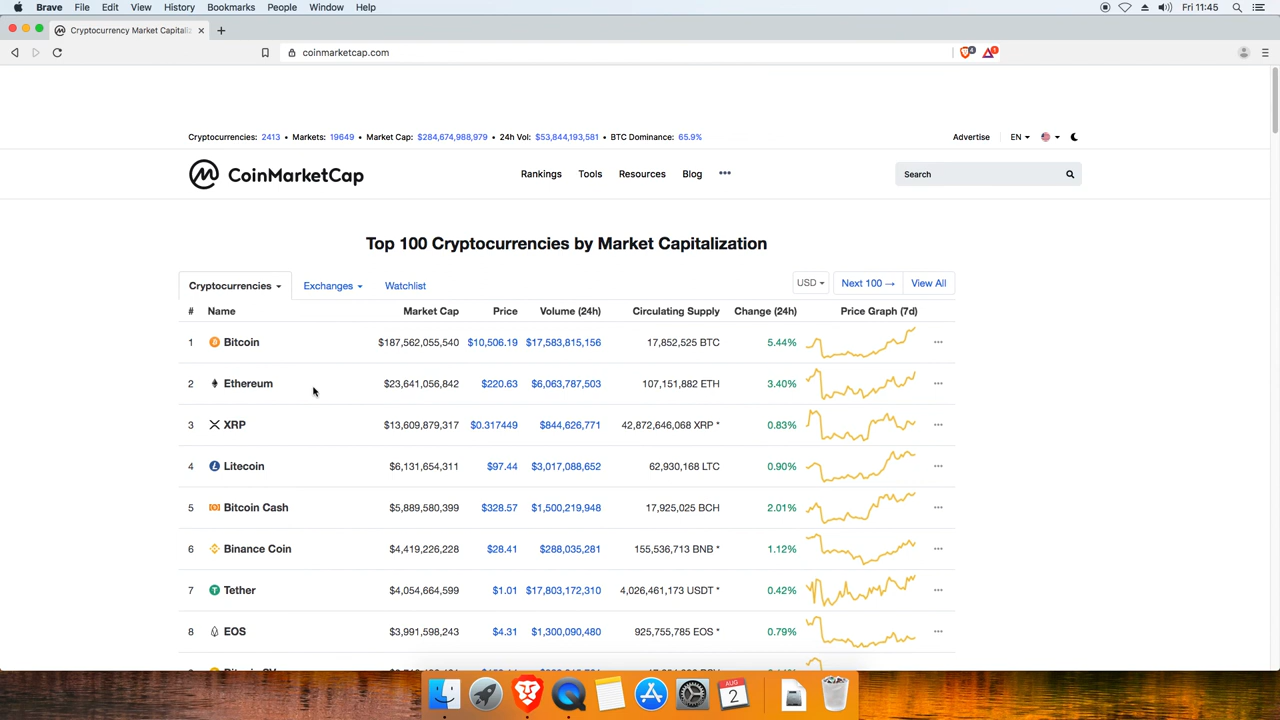 Brave File Edit View History Bookmarks People Window Help Fri 11:45
Cryptocurrency Market Capitaliz
coinmarketcap.com 4 1
Cryptocurrencies: 2413 • Markets: 19649 • Market Cap: $284,674,988,979 • 24h Vol: $53,844,193,581 • BTC Dominance: 65.9% Advertise EN
CoinMarketCap Rankings Tools Resources Blog ••• Search
Top 100 Cryptocurrencies by Market Capitalization
Cryptocurrencies Exchanges Watchlist USD Next 100 → View All
# Name Market Cap Price Volume (24h) Circulating Supply Change (24h) Price Graph (7d)
1 Bitcoin $187,562,055,540 $10,506.19 $17,583,815,156 17,852,525 BTC 5.44%
2 Ethereum $23,641,056,842 $220.63 $6,063,787,503 107,151,882 ETH 3.40%
3 XRP $13,609,879,317 $0.317449 $844,626,771 42,872,646,068 XRP * 0.83%
4 Litecoin $6,131,654,311 $97.44 $3,017,088,652 62,930,168 LTC 0.90%
5 Bitcoin Cash $5,889,580,399 $328.57 $1,500,219,948 17,925,025 BCH 2.01%
6 Binance Coin $4,419,226,228 $28.41 $288,035,281 155,536,713 BNB * 1.12%
7 Tether $4,054,664,599 $1.01 $17,803,172,310 4,026,461,173 USDT * 0.42%
8 EOS $3,991,598,243 $4.31 $1,300,090,480 925,755,785 EOS * 0.79%
AUG
2